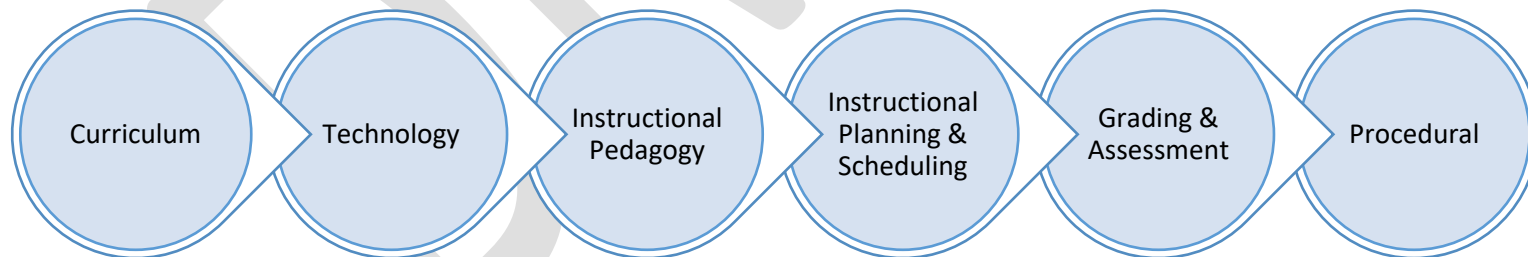 Curriculum
Technology
Instructional
Pedagogy
Instructional
Planning &
Scheduling
Grading &
Assessment
Procedural